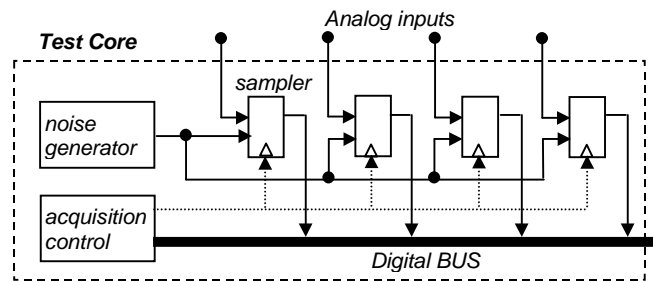 Analog inputs
Test Core
sampler
noise
generator
acquisition
control
Digital BUS